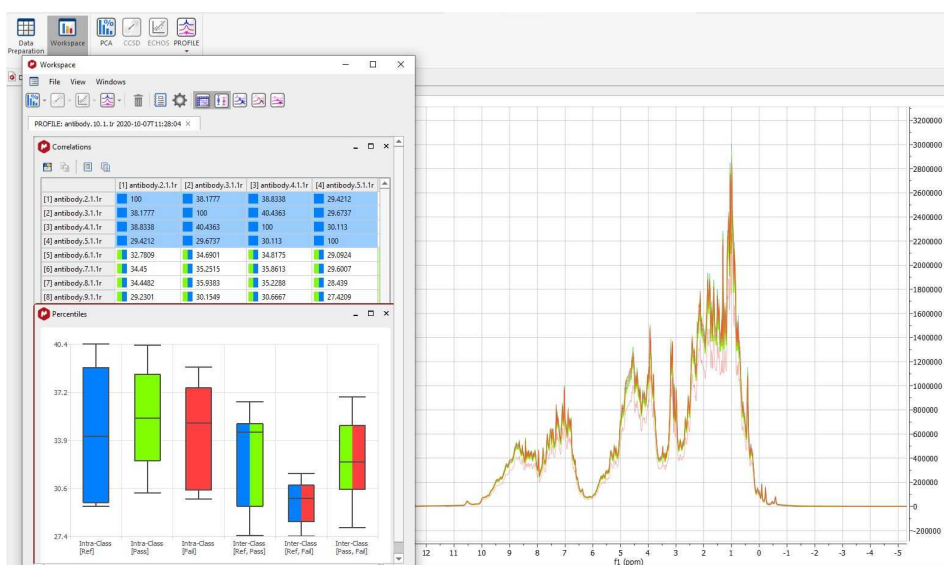 Data Preparation
Workspace
PCA
CCSD
ECHOS
PROFILE
Workspace
File View Windows
PROFILE: antibody.10.1.1r 2020-10-07T11:28:04
Correlations
[1] antibody.2.1.1r [2] antibody.3.1.1r [3] antibody.4.1.1r [4] antibody.5.1.1r
[1] antibody.2.1.1r 100 38.1777 38.8338 29.4212
[2] antibody.3.1.1r 38.1777 100 40.4363 29.6737
[3] antibody.4.1.1r 38.8338 40.4363 100 30.113
[4] antibody.5.1.1r 29.4212 29.6737 30.113 100
[5] antibody.6.1.1r 32.7809 34.6901 34.8175 29.0924
[6] antibody.7.1.1r 34.45 35.2515 35.8613 29.6007
[7] antibody.8.1.1r 34.4482 35.9383 35.2288 28.439
[8] antibody.9.1.1r 29.2301 30.1549 30.6667 27.4209
Percentiles
40.4
37.2
33.9
30.6
27.4
Intra-Class [Ref]
Intra-Class [Pass]
Intra-Class [Fail]
Inter-Class [Ref, Pass]
Inter-Class [Ref, Fail]
Inter-Class [Pass, Fail]
3200000
3000000
2800000
2600000
2400000
2200000
2000000
1800000
1600000
1400000
1200000
1000000
800000
600000
400000
200000
0
-200000
12 11 10 9 8 7 6 5 4 3 2 1 0 -1 -2 -3 -4 -5
f1 (ppm)